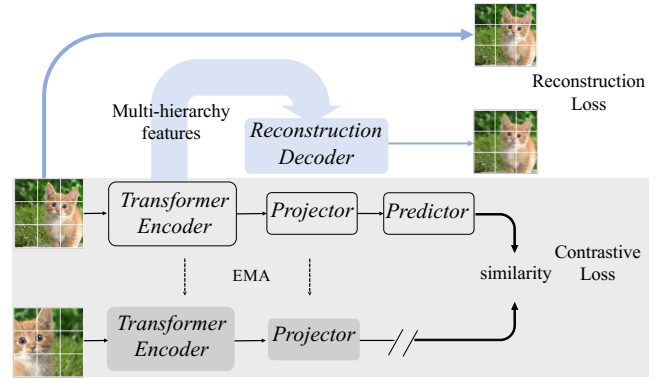 Reconstruction
Loss
Multi-hierarchy
features
Reconstruction
Decoder
Transformer
Encoder
Projector
Predictor
Contrastive
Loss
similarity
EMA
Transformer
Encoder
Projector